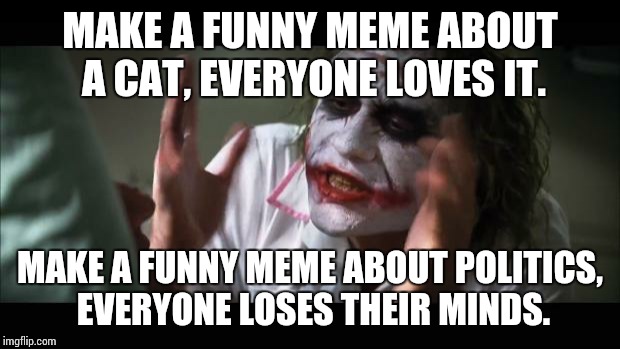 MAKE A FUNNY MEME ABOUT
A CAT, EVERYONE LOVES IT.
MAKE A FUNNY MEME ABOUT POLITICS,
EVERYONE LOSES THEIR MINDS.
imgflip.com